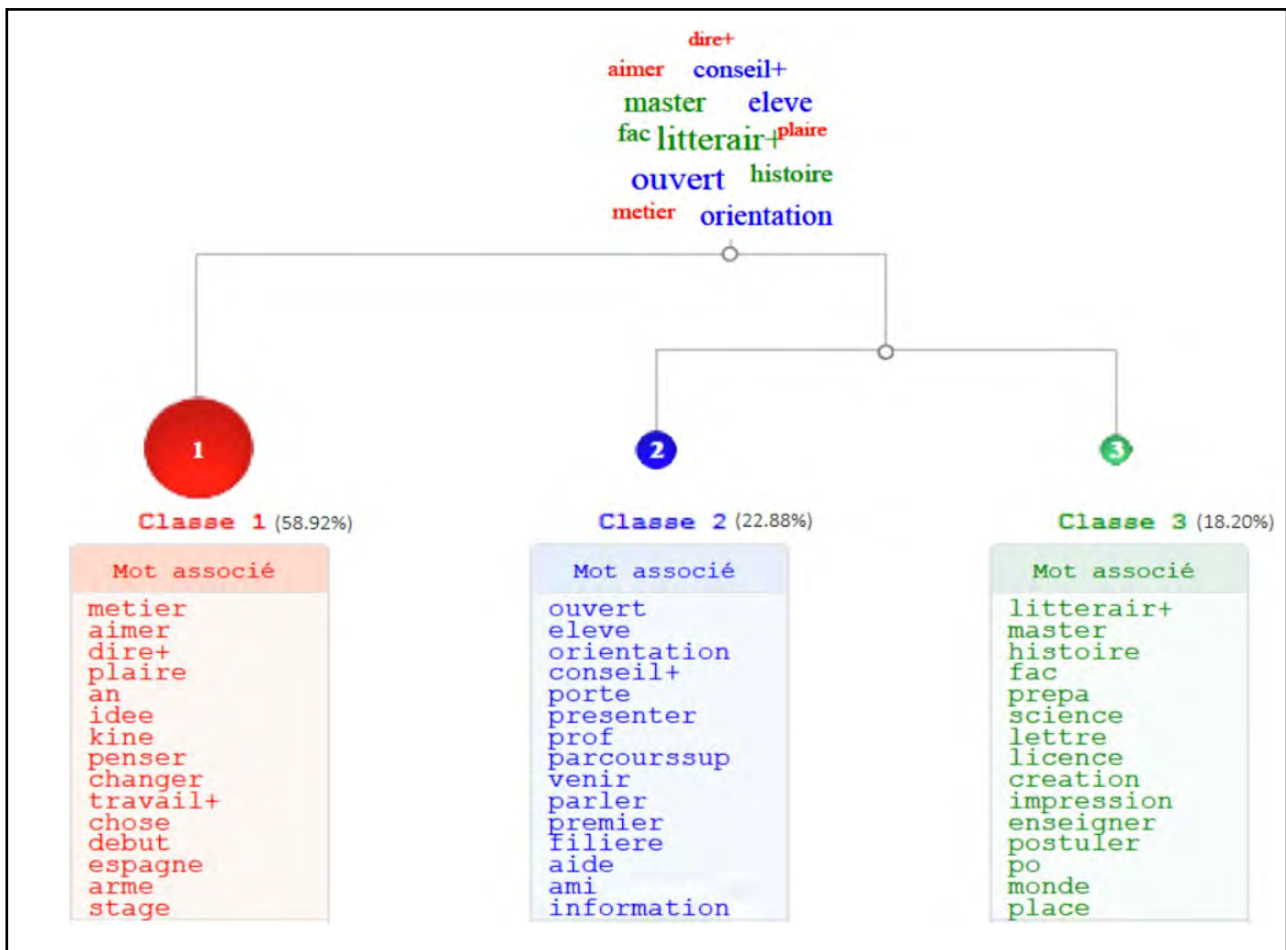 dire+
aimer conseil+
master eleve
fac litterair+ plaire
ouvert histoire
metier orientation
1
2
3
Classe 1 (58.92%)
Classe 2 (22.88%)
Classe 3 (18.20%)
Mot associé
metier
aimer
dire+
plaire
an
idee
kine
penser
changer
travail+
chose
debut
espagne
arme
stage
Mot associé
ouvert
eleve
orientation
conseil+
porte
presenter
prof
parcourssup
venir
parler
premier
filiere
aide
ami
information
Mot associé
litterair+
master
histoire
fac
prepa
science
lettre
licence
creation
impression
enseigner
postuler
po
monde
place